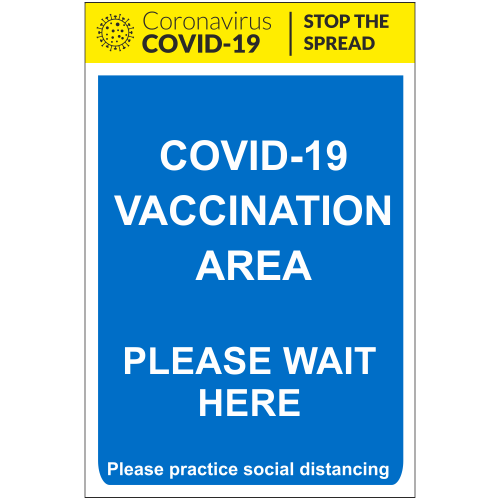 Coronavirus
COVID-19
STOP THE
SPREAD
COVID-19
VACCINATION
AREA
PLEASE WAIT
HERE
Please practice social distancing